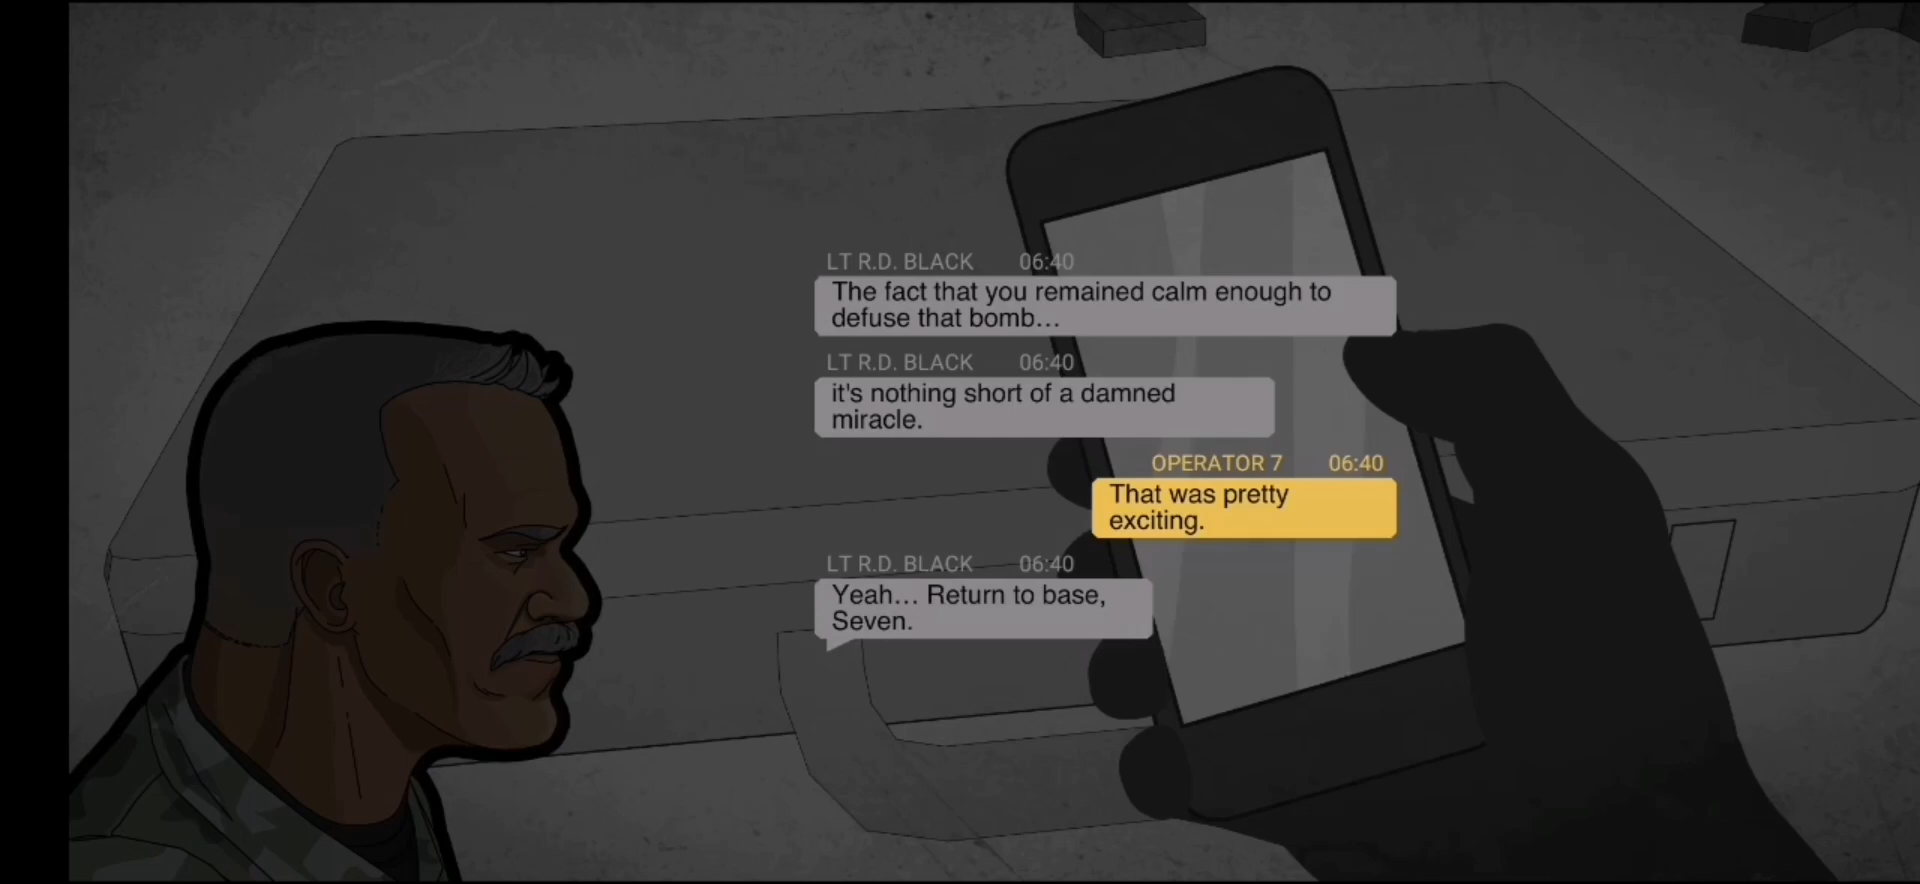 LT R.D. BLACK 06:40
The fact that you remained calm enough to
defuse that bomb...
LT R.D. BLACK 06:40
it's nothing short of a damned
miracle.
OPERATOR 7 06:40
That was pretty
exciting.
LT R.D. BLACK 06:40
Yeah... Return to base,
Seven.